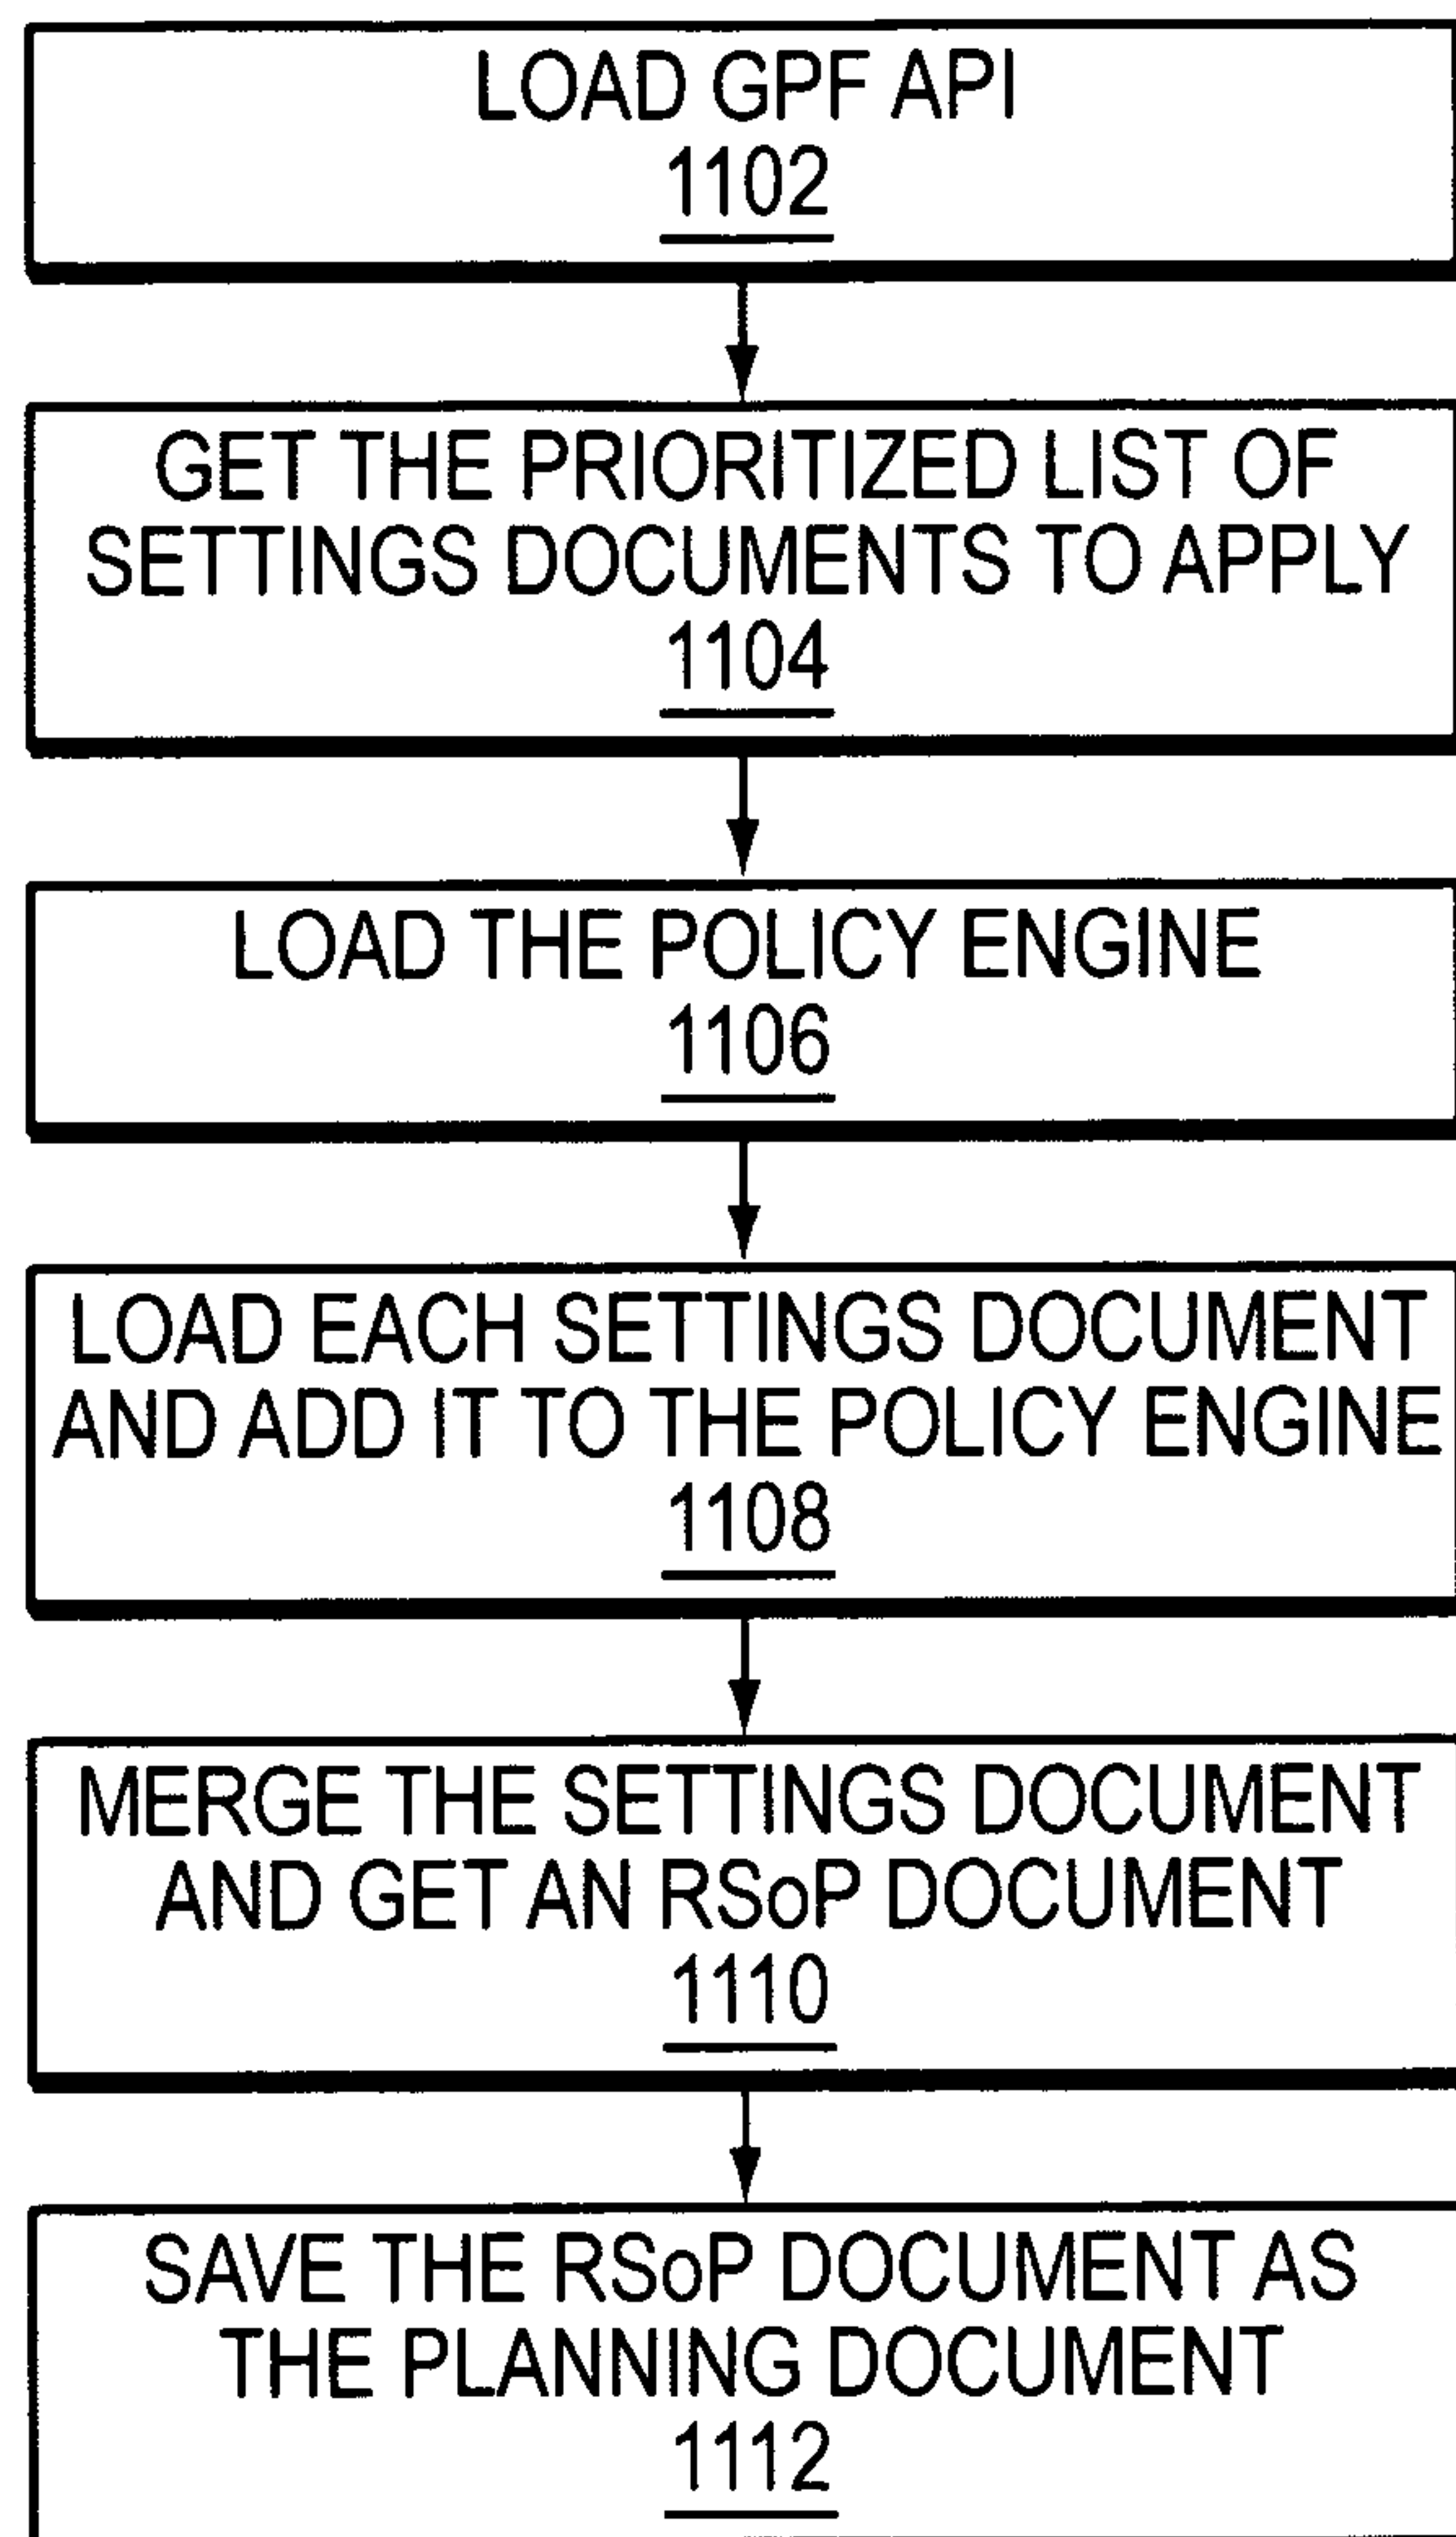 LOAD GPF API
1102
GET THE PRIORITIZED LIST OF
SETTINGS DOCUMENTS TO APPLY
1104
LOAD THE POLICY ENGINE
1106
LOAD EACH SETTINGS DOCUMENT
AND ADD IT TO THE POLICY ENGINE
1108
MERGE THE SETTINGS DOCUMENT
AND GET AN RSoP DOCUMENT
1110
SAVE THE RSoP DOCUMENT AS
THE PLANNING DOCUMENT
1112